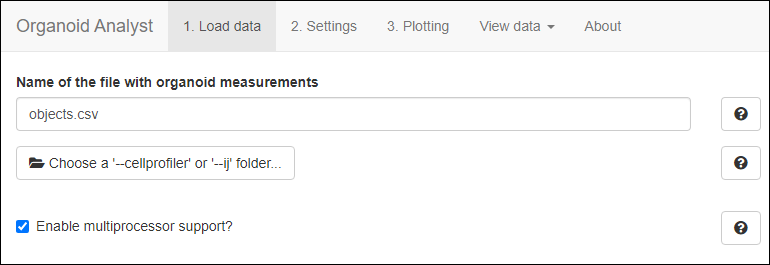 Organoid Analyst 1. Load data 2. Settings 3. Plotting View data About
Name of the file with organoid measurements
objects.csv ?
Choose a '--cellprofiler' or '--ij' folder... ?
Enable multiprocessor support? ?